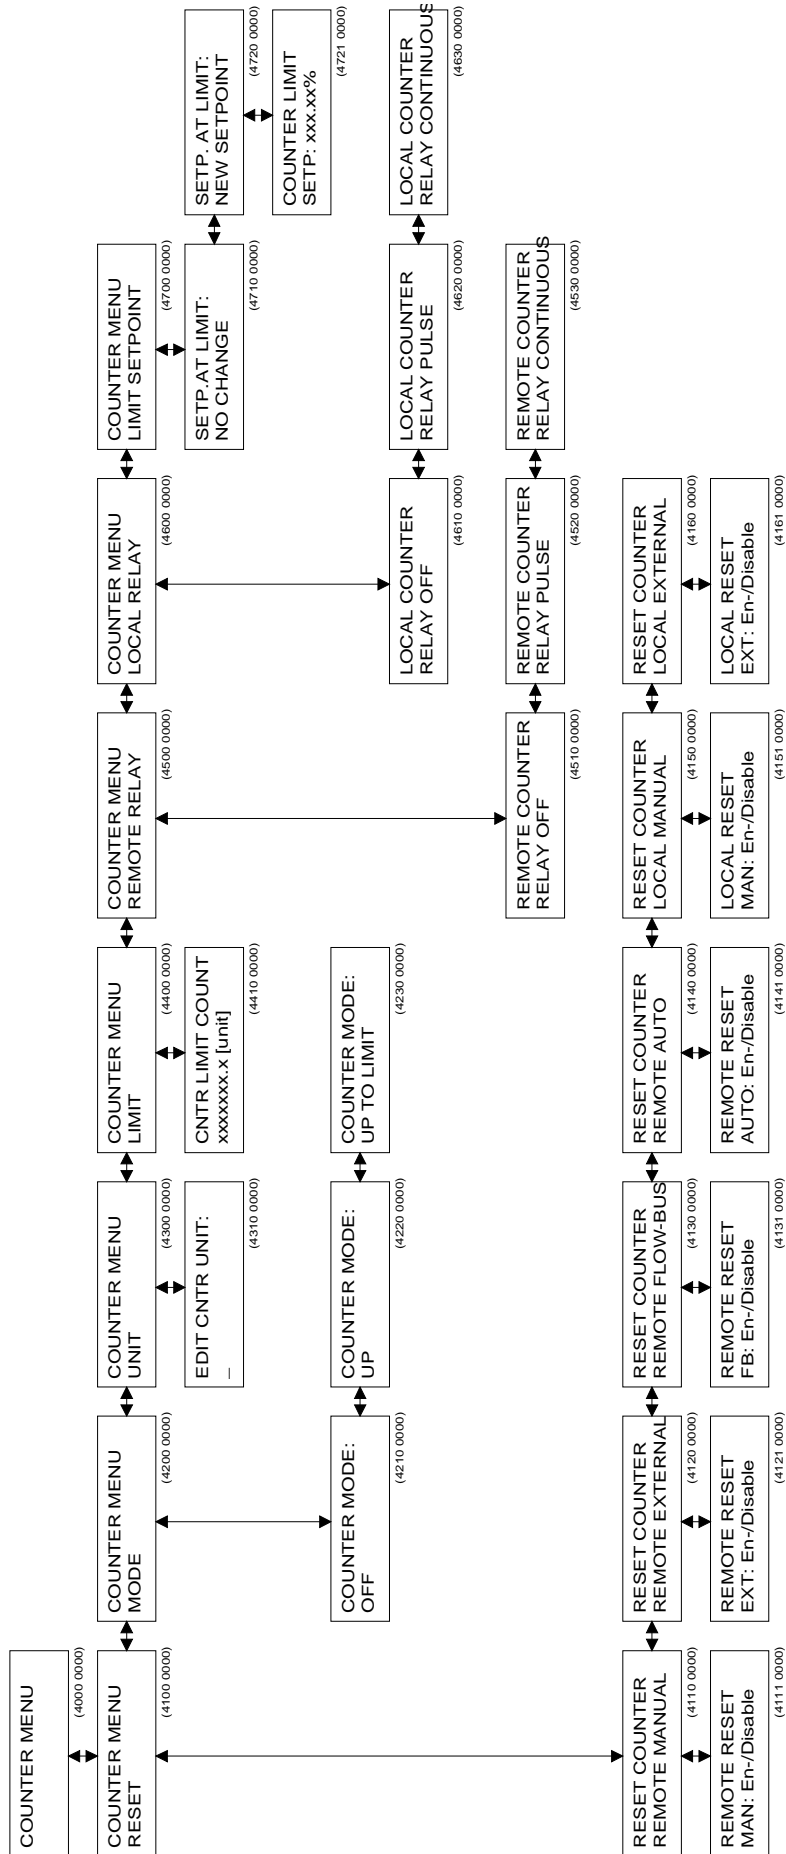 COUNTER MENU
(4000 0000)
COUNTER MENU
RESET
(4100 0000)
COUNTER MENU
MODE
(4200 0000)
COUNTER MENU
UNIT
(4300 0000)
COUNTER MENU
LIMIT
(4400 0000)
COUNTER MENU
REMOTE RELAY
(4500 0000)
COUNTER MENU
LOCAL RELAY
(4600 0000)
COUNTER MENU
LIMIT SETPOINT
(4700 0000)
EDIT CNTR UNIT:
_
(4310 0000)
CNTR LIMIT COUNT
xxxxxxx.x [unit]
(4410 0000)
SETP.AT LIMIT:
NO CHANGE
(4710 0000)
SETP. AT LIMIT:
NEW SETPOINT
(4720 0000)
COUNTER LIMIT
SETP: xxx.xx%
(4721 0000)
COUNTER MODE:
OFF
(4210 0000)
COUNTER MODE:
UP
(4220 0000)
COUNTER MODE:
UP TO LIMIT
(4230 0000)
LOCAL COUNTER
RELAY OFF
(4610 0000)
LOCAL COUNTER
RELAY PULSE
(4620 0000)
LOCAL COUNTER
RELAY CONTINUOUS
(4630 0000)
REMOTE COUNTER
RELAY OFF
(4510 0000)
REMOTE COUNTER
RELAY PULSE
(4520 0000)
REMOTE COUNTER
RELAY CONTINUOUS
(4530 0000)
RESET COUNTER
REMOTE MANUAL
(4110 0000)
RESET COUNTER
REMOTE EXTERNAL
(4120 0000)
RESET COUNTER
REMOTE FLOW-BUS
(4130 0000)
RESET COUNTER
REMOTE AUTO
(4140 0000)
RESET COUNTER
LOCAL MANUAL
(4150 0000)
RESET COUNTER
LOCAL EXTERNAL
(4160 0000)
REMOTE RESET
MAN: En-/Disable
(4111 0000)
REMOTE RESET
EXT: En-/Disable
(4121 0000)
REMOTE RESET
FB: En-/Disable
(4131 0000)
REMOTE RESET
AUTO: En-/Disable
(4141 0000)
LOCAL RESET
MAN: En-/Disable
(4151 0000)
LOCAL RESET
EXT: En-/Disable
(4161 0000)